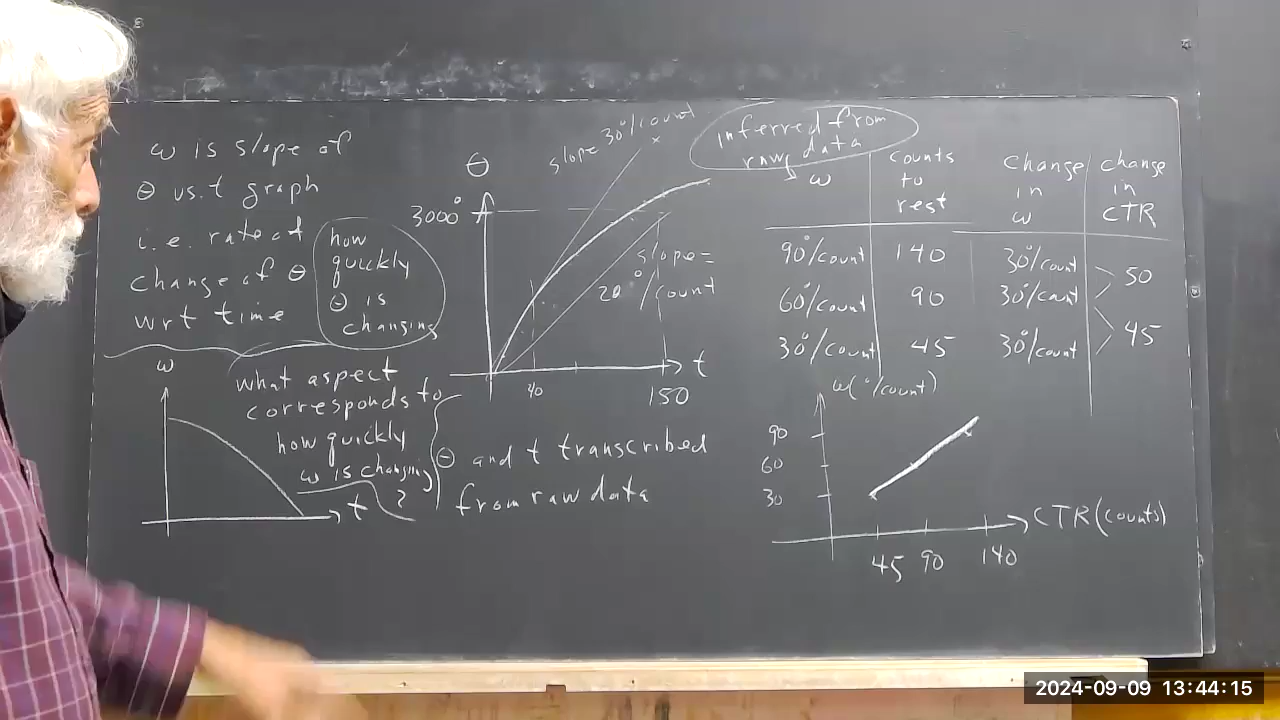 ω is slope of
θ vs. t graph
i.e. rate of
change of θ
wrt time
how
quickly
θ is
changing
ω
t
what aspect
corresponds to
how quickly
ω is changing
?
θ
3000°
slope 30°/count
slope =
20°/count
40
150
t
θ and t transcribed
from raw data
inferred from
raw data
ω
counts
to
rest
change
in
ω
change
in
CTR
90°/count 140 30°/count
50
60°/count 90 30°/count
45
30°/count 45 30°/count
ω(°/count)
90
60
30
45 90 140
CTR (counts)
2024-09-09 13:44:15